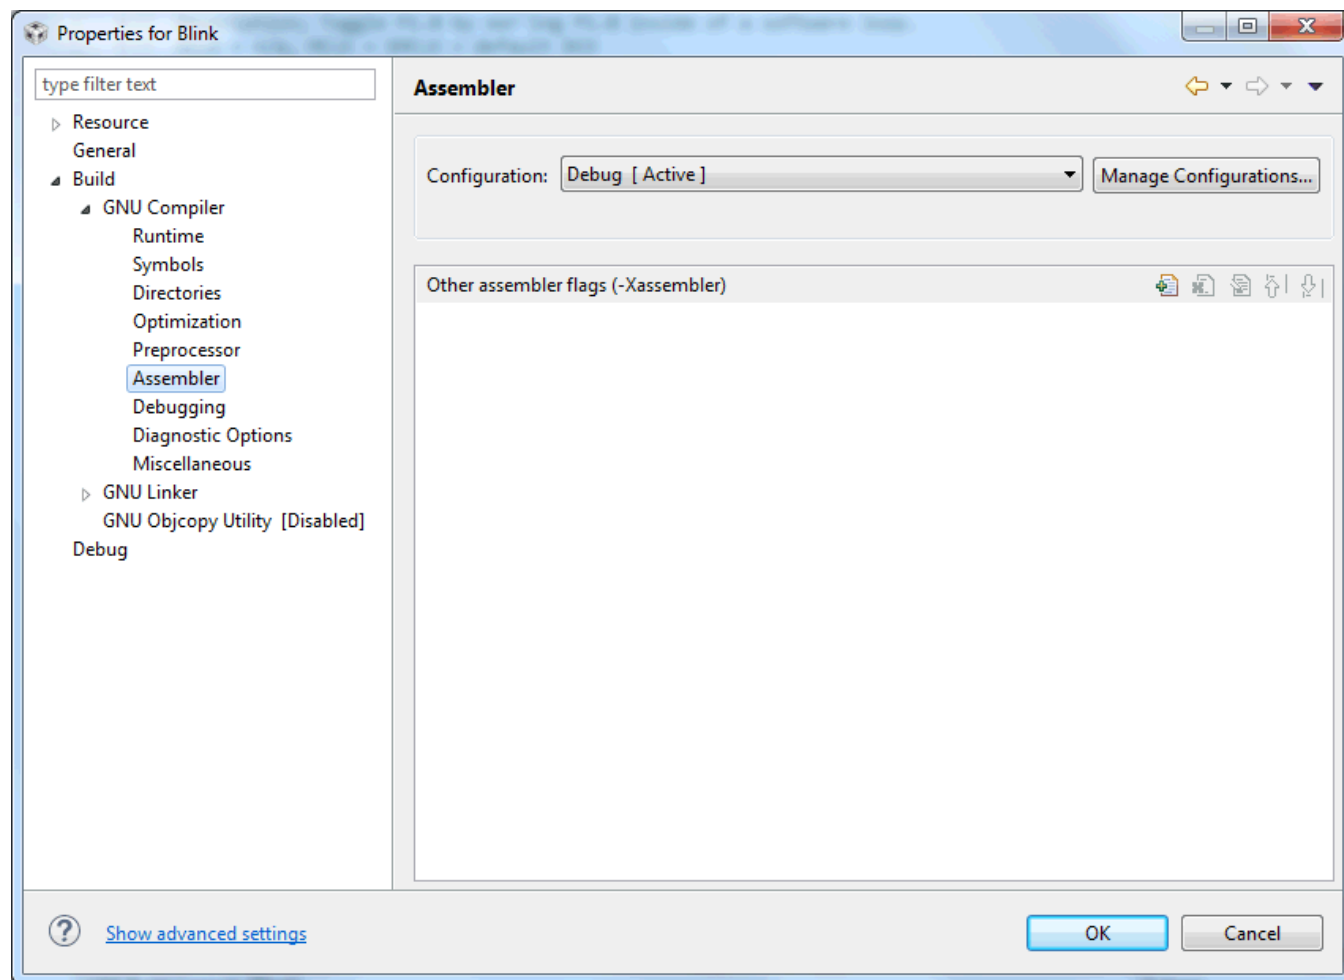 Properties for Blink
type filter text
Resource
General
Build
GNU Compiler
Runtime
Symbols
Directories
Optimization
Preprocessor
Assembler
Debugging
Diagnostic Options
Miscellaneous
GNU Linker
GNU Objcopy Utility [Disabled]
Debug
Assembler
Configuration: Debug [ Active ] Manage Configurations...
Other assembler flags (-Xassembler)
Show advanced settings
OK Cancel